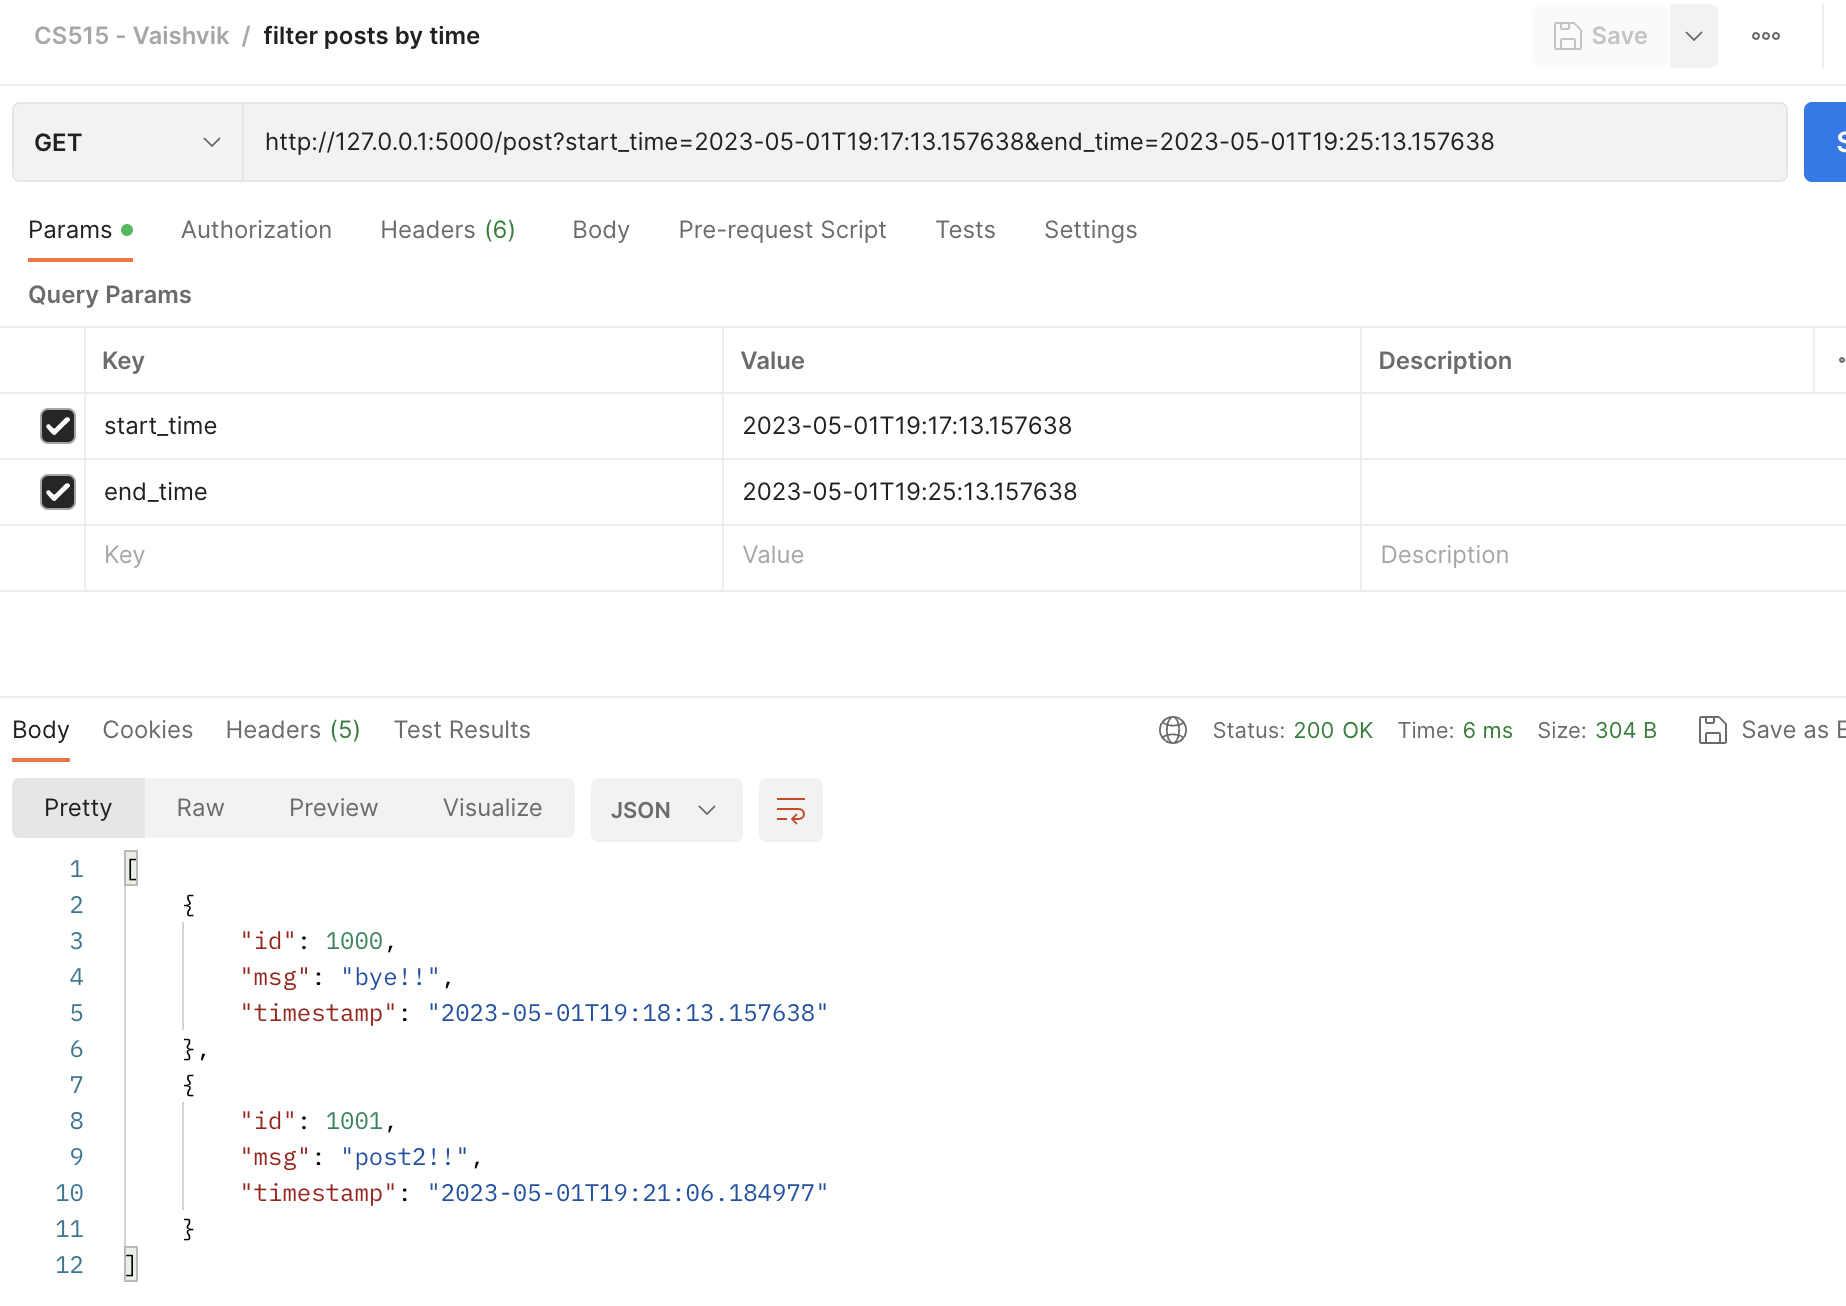 CS515 - Vaishvik / filter posts by time
Save
GET http://127.0.0.1:5000/post?start_time=2023-05-01T19:17:13.157638&end_time=2023-05-01T19:25:13.157638
Params Authorization Headers (6) Body Pre-request Script Tests Settings
Query Params
Key Value Description
start_time 2023-05-01T19:17:13.157638
end_time 2023-05-01T19:25:13.157638
Key Value Description
Body Cookies Headers (5) Test Results Status: 200 OK Time: 6 ms Size: 304 B Save as
Pretty Raw Preview Visualize JSON
1 [
2 {
3 "id": 1000,
4 "msg": "bye!!",
5 "timestamp": "2023-05-01T19:18:13.157638"
6 },
7 {
8 "id": 1001,
9 "msg": "post2!!",
10 "timestamp": "2023-05-01T19:21:06.184977"
11 }
12 ]